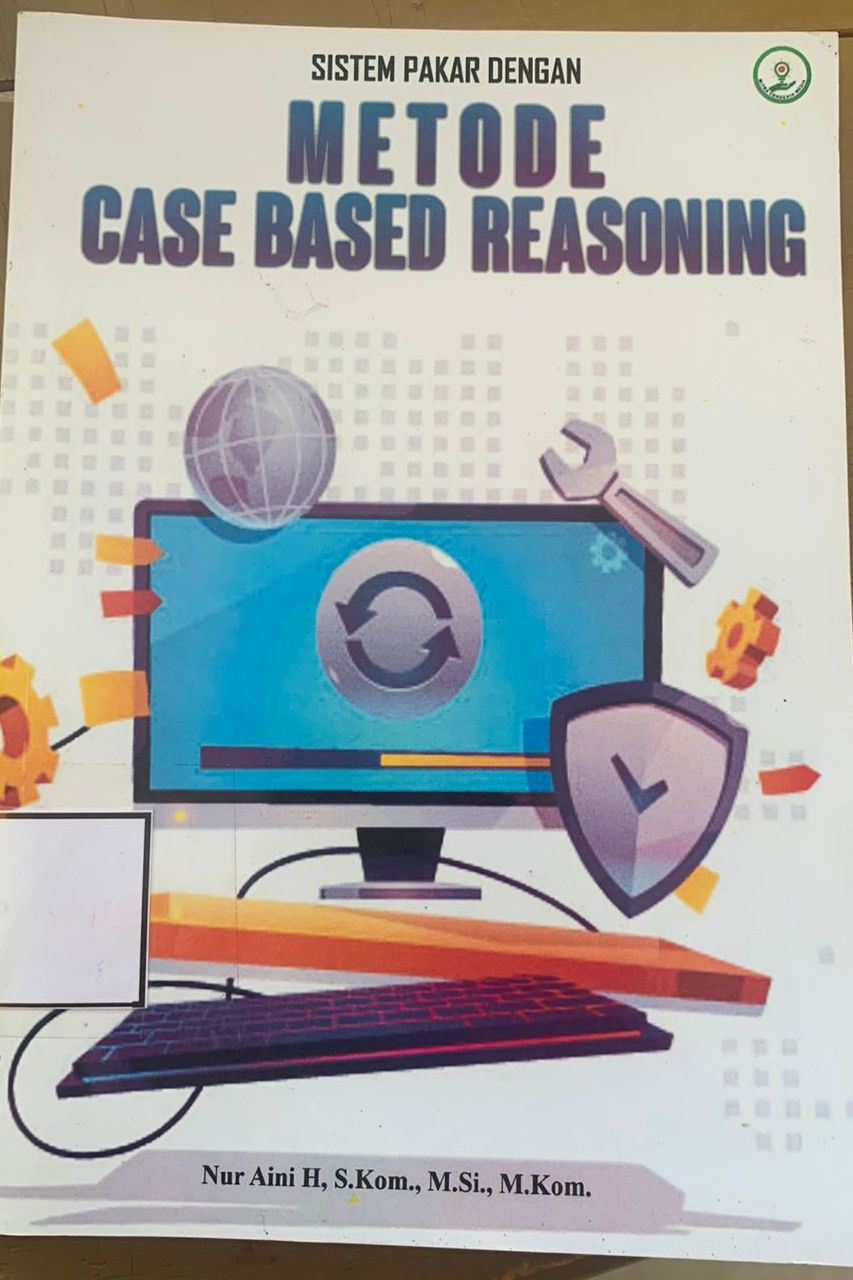 SISTEM PAKAR DENGAN
METODE
CASE BASED REASONING
Nur Aini H, S.Kom., M.Si., M.Kom.